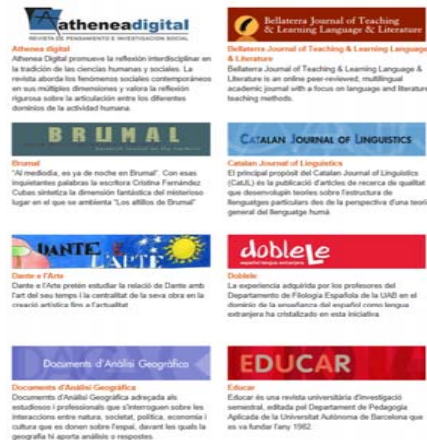 atheneadigital
REVISTA DE PENSAMIENTO E INVESTIGACIÓN SOCIAL
Athenea digital
Athenea Digital promueve la reflexión interdisciplinar en
la tradición de las ciencias humanas y sociales. La
revista aborda los fenómenos sociales contemporáneos
en sus múltiples dimensiones y valora la reflexión
rigurosa sobre la articulación entre los diferentes
dominios de la actividad humana.
Bellaterra Journal of Teaching
& Learning Language & Literature
Bellaterra Journal of Teaching & Learning Language
& Literature
Bellaterra Journal of Teaching & Learning Language &
Literature is an online peer-reviewed, multilingual
academic journal with a focus on language and literature
teaching methods.
BRUMAL
Brumal
"Al mediodía, es ya de noche en Brumal". Con esas
inquietantes palabras la escritora Cristina Fernández
Cubas sintetiza la dimensión fantástica del misterioso
lugar en el que se ambienta "Los altillos de Brumal"
CATALAN JOURNAL OF LINGUISTICS
Catalan Journal of Linguistics
El principal propòsit del Catalan Journal of Linguistics
(CatJL) és la publicació d'articles de recerca de qualitat
que desenvolupin teories sobre l'estructura de
llenguatges particulars des de la perspectiva d'una teoria
general del llenguatge humà.
DANTE E
L'ARTE
Dante e l'Arte
Dante e l'Arte pretén estudiar la relació de Dante amb
l'art del seu temps i la centralitat de la seva obra en la
creació artística fins a l'actualitat
dobleLe
español lengua extranjera
Doblele
La experiencia adquirida por los profesores del
Departamento de Filología Española de la UAB en el
dominio de la enseñanza del español como lengua
extranjera ha cristalizado en esta iniciativa.
Documents d'Anàlisi Geogràfica
Documents d'Anàlisi Geogràfica
Documents d'Anàlisi Geogràfica adreçada als
estudiosos i professionals que s'interroguen sobre les
interaccions entre natura, societat, política, economia i
cultura que es donen sobre l'espai, davant les quals la
geografia hi aporta anàlisis o respostes.
EDUCAR
Educar
Educar es una revista universitària d'investigació
semestral, editada pel Departament de Pedagogia
Aplicada de la Universitat Autònoma de Barcelona que
es va fundar l'any 1982.